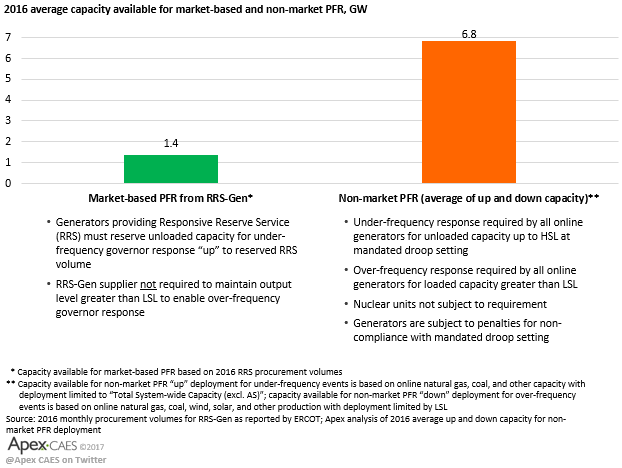 2016 average capacity available for market-based and non-market PFR, GW
7
6
5
4
3
2
1
0
1.4
6.8
Market-based PFR from RRS-Gen*
• Generators providing Responsive Reserve Service
(RRS) must reserve unloaded capacity for under-
frequency governor response “up” to reserved RRS
volume
• RRS-Gen supplier not required to maintain output
level greater than LSL to enable over-frequency
governor response
Non-market PFR (average of up and down capacity)**
• Under-frequency response required by all online
generators for unloaded capacity up to HSL at
mandated droop setting
• Over-frequency response required by all online
generators for loaded capacity greater than LSL
• Nuclear units not subject to requirement
• Generators are subject to penalties for non-
compliance with mandated droop setting
* Capacity available for market-based PFR based on 2016 RRS procurement volumes
** Capacity available for non-market PFR “up” deployment for under-frequency events is based on online natural gas, coal, and other capacity with
deployment limited to “Total System-wide Capacity (excl. AS)”; capacity available for non-market PFR “down” deployment for over-frequency
events is based on online natural gas, coal, wind, solar, and other production with deployment limited by LSL
Source: 2016 monthly procurement volumes for RRS-Gen as reported by ERCOT; Apex analysis of 2016 average up and down capacity for non-
market PFR deployment
Apex CAES ©2017
@Apex CAES on Twitter